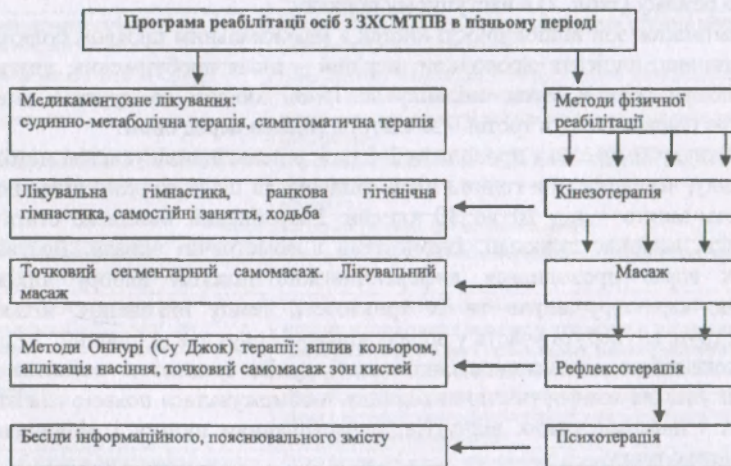 Програма реабілітації осіб з ЗХСМТПВ в пізньому періоді
Медикаментозне лікування:
судинно-метаболічна терапія, симптоматична терапія
Методи фізичної
реабілітації
Лікувальна гімнастика, ранкова гігієнічна
гімнастика, самостійні заняття, ходьба
Кінезотерапія
Точковий сегментарний самомасаж. Лікувальний
масаж
Масаж
Методи Оннурі (Су Джок) терапії: вплив кольором,
аплікація насіння, точковий самомасаж зон кистей
Рефлексотерапія
Бесіди інформаційного, пояснювального змісту
Психотерапія